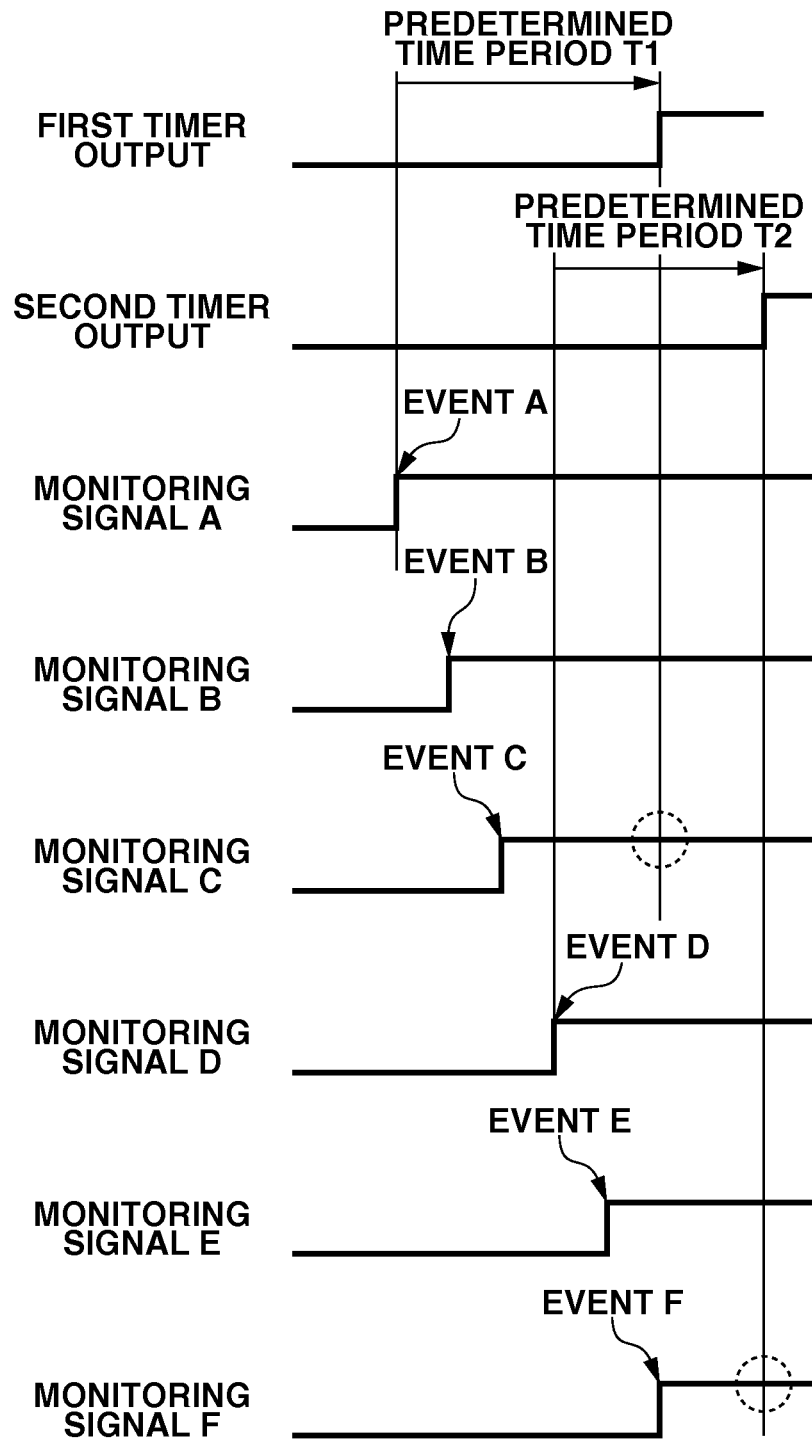 PREDETERMINED
TIME PERIOD T1
FIRST TIMER
OUTPUT
PREDETERMINED
TIME PERIOD T2
SECOND TIMER
OUTPUT
EVENT A
MONITORING
SIGNAL A
EVENT B
MONITORING
SIGNAL B
EVENT C
MONITORING
SIGNAL C
EVENT D
MONITORING
SIGNAL D
EVENT E
MONITORING
SIGNAL E
EVENT F
MONITORING
SIGNAL F